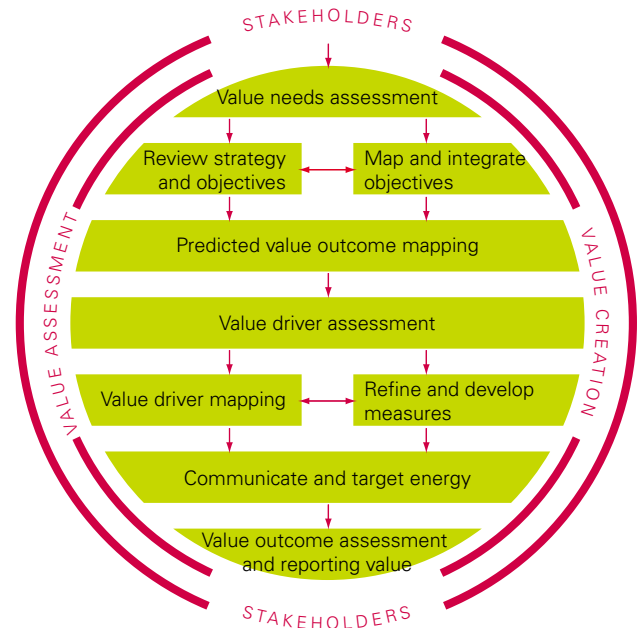 STAKEHOLDERS
Value needs assessment
Review strategy
and objectives
Map and integrate
objectives
Predicted value outcome mapping
VALUE ASSESSMENT
VALUE CREATION
Value driver assessment
Value driver mapping
Refine and develop
measures
Communicate and target energy
Value outcome assessment
and reporting value
STAKEHOLDERS